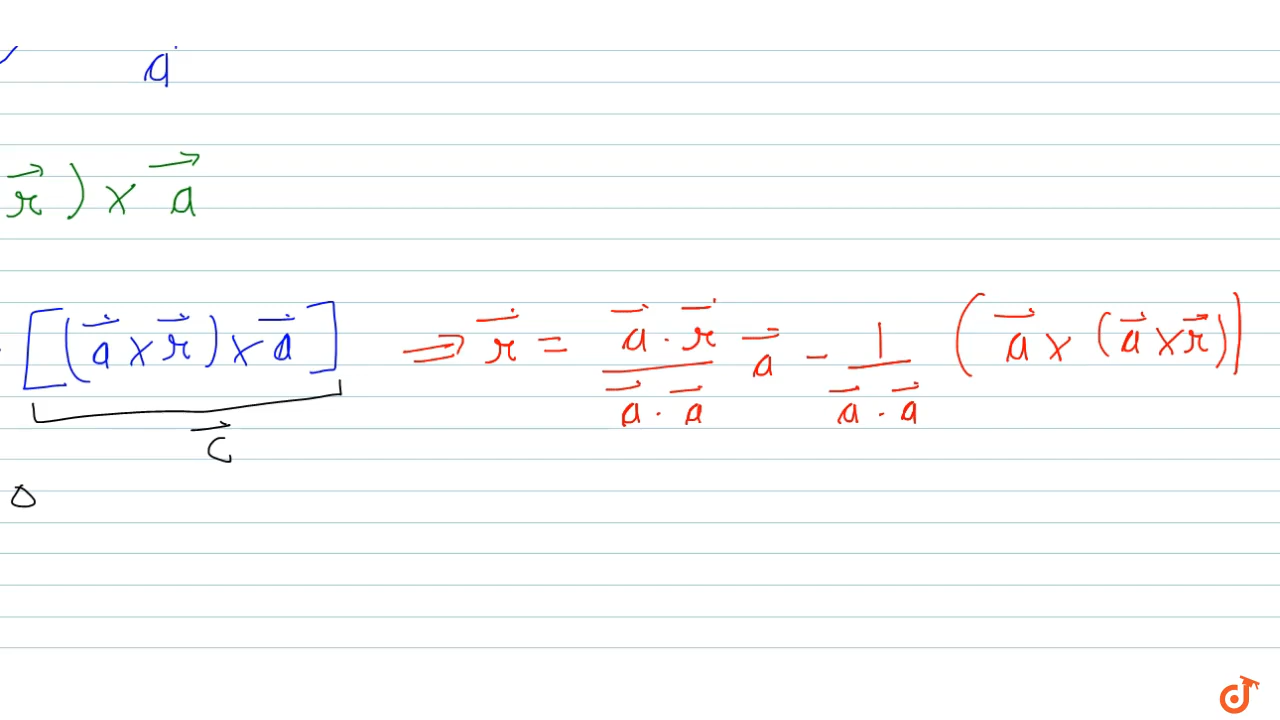 a
r⃗ ) × a⃗
[(a⃗ × r⃗) × a⃗] ⇒ r⃗ = (a⃗ · r⃗)/(a⃗ · a⃗) a⃗ - 1/(a⃗ · a⃗) (a⃗ × (a⃗ × r⃗))
c⃗
0